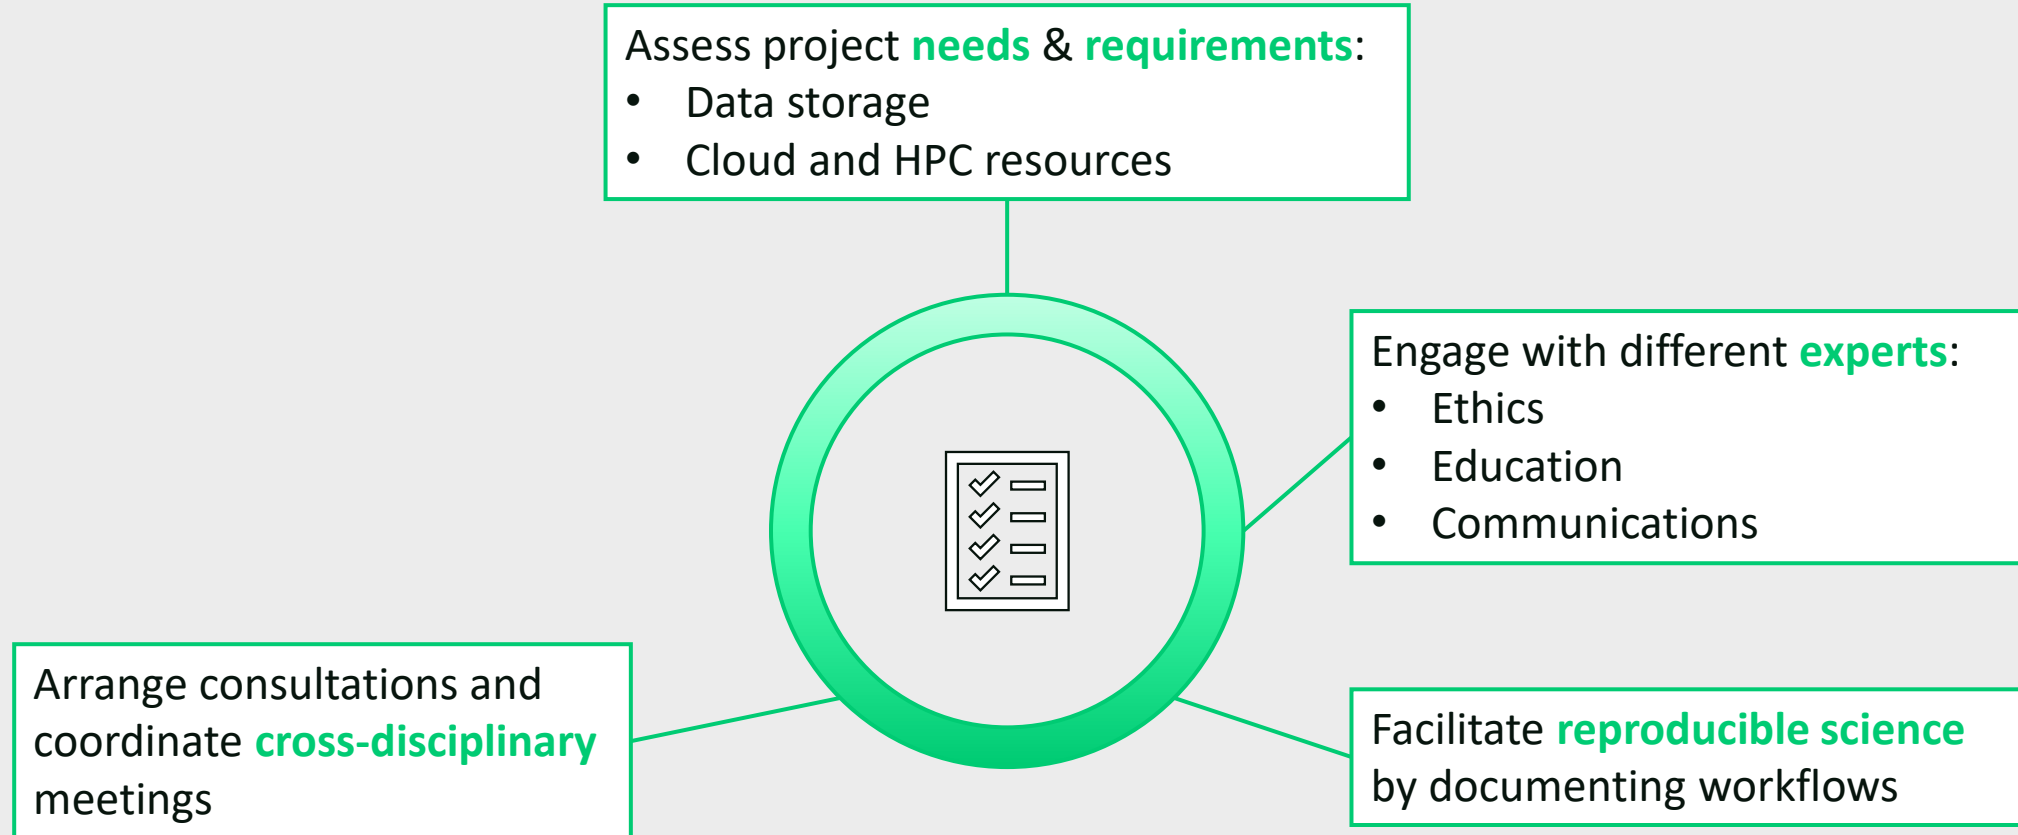 Assess project needs & requirements:
• Data storage
• Cloud and HPC resources
Engage with different experts:
• Ethics
• Education
• Communications
Arrange consultations and
coordinate cross-disciplinary
meetings
Facilitate reproducible science
by documenting workflows